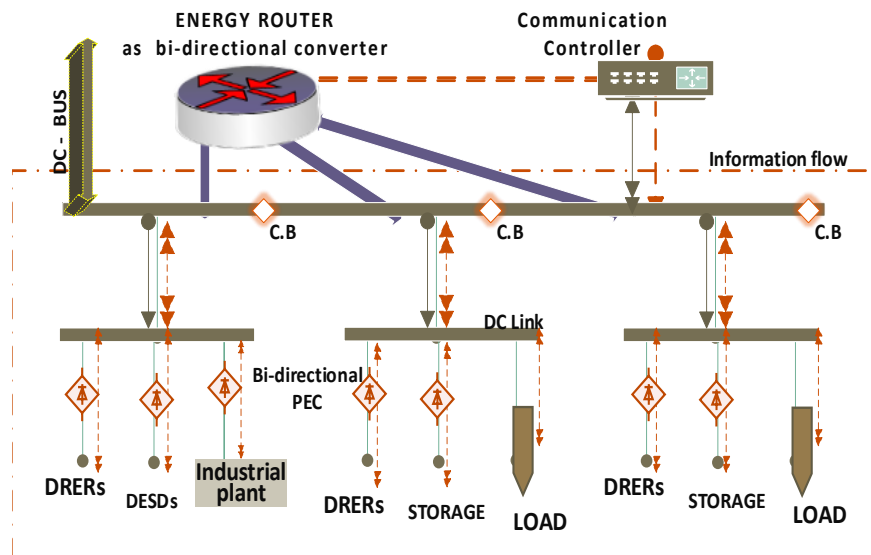 ENERGY ROUTER
as bi-directional converter
Communication
Controller
DC - BUS
Information flow
C.B
C.B
C.B
DC Link
Bi-directional
PEC
DRERs
DESDs
Industrial
plant
DRERs
STORAGE
LOAD
DRERs
STORAGE
LOAD